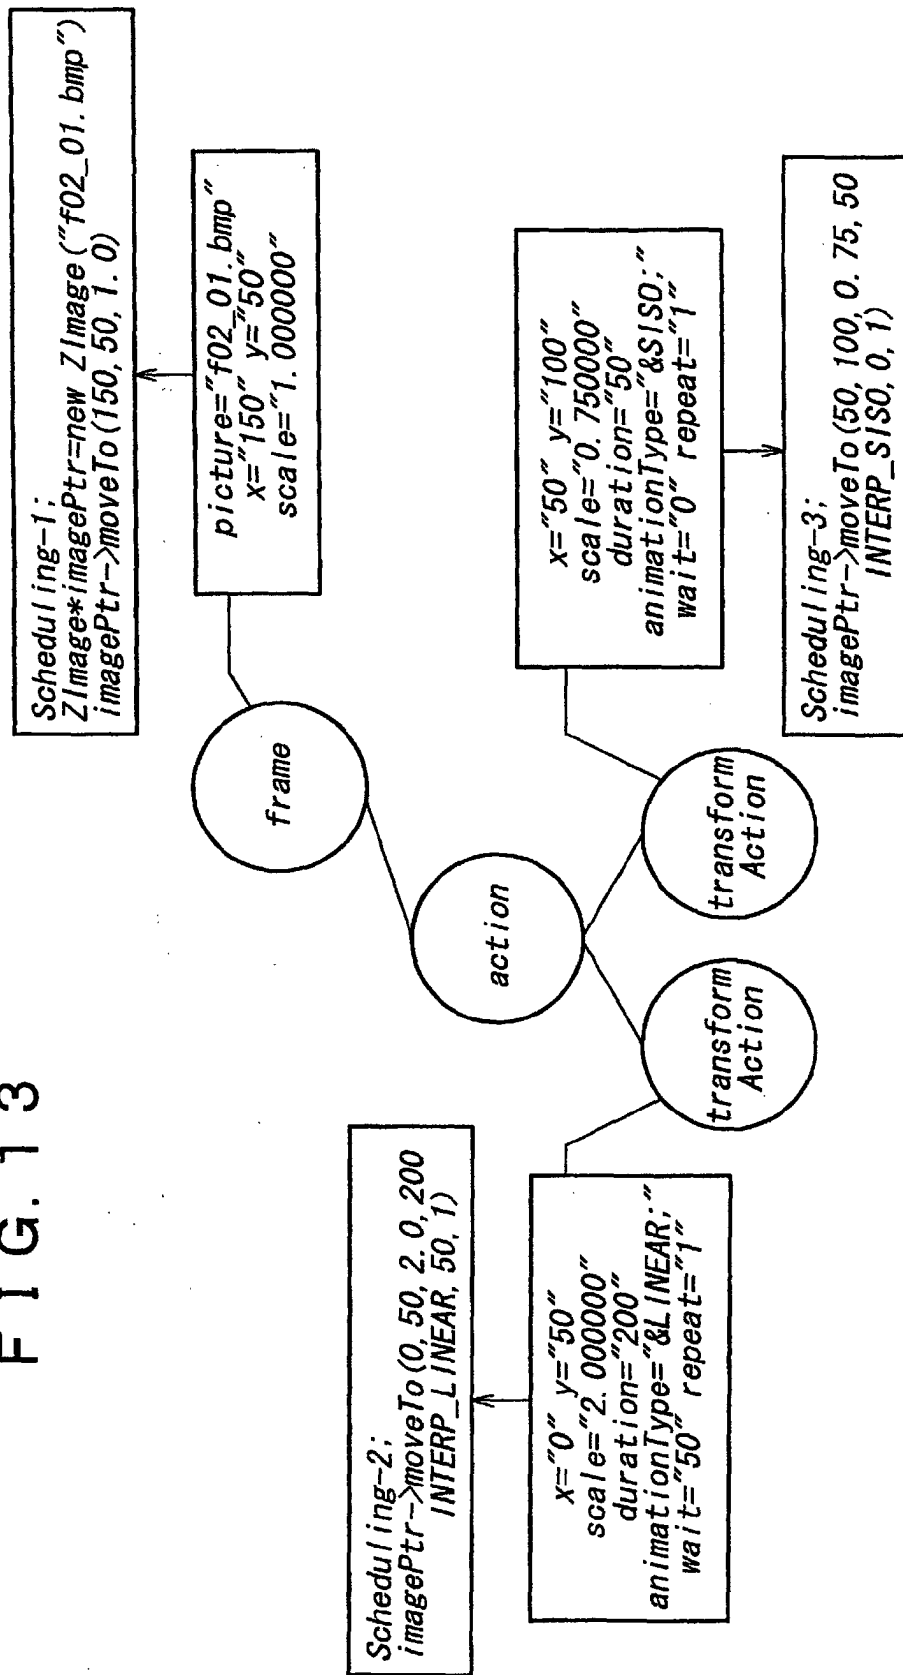 FIG. 13
Scheduling-1;
ZImage*imagePtr=new ZImage("f02_01.bmp")
imagePtr->moveTo(150, 50, 1.0)
picture="f02_01.bmp"
x="150" y="50"
scale="1.000000"
frame
action
transform
Action
transform
Action
Scheduling-2;
imagePtr->moveTo(0, 50, 2.0, 200
INTERP_LINEAR, 50, 1)
x="0" y="50"
scale="2.000000"
duration="200"
animationType="&LINEAR;"
wait="50" repeat="1"
x="50" y="100"
scale="0.750000"
duration="50"
animationType="&SISO;"
wait="0" repeat="1"
Scheduling-3;
imagePtr->moveTo(50, 100, 0.75, 50
INTERP_SISO, 0, 1)